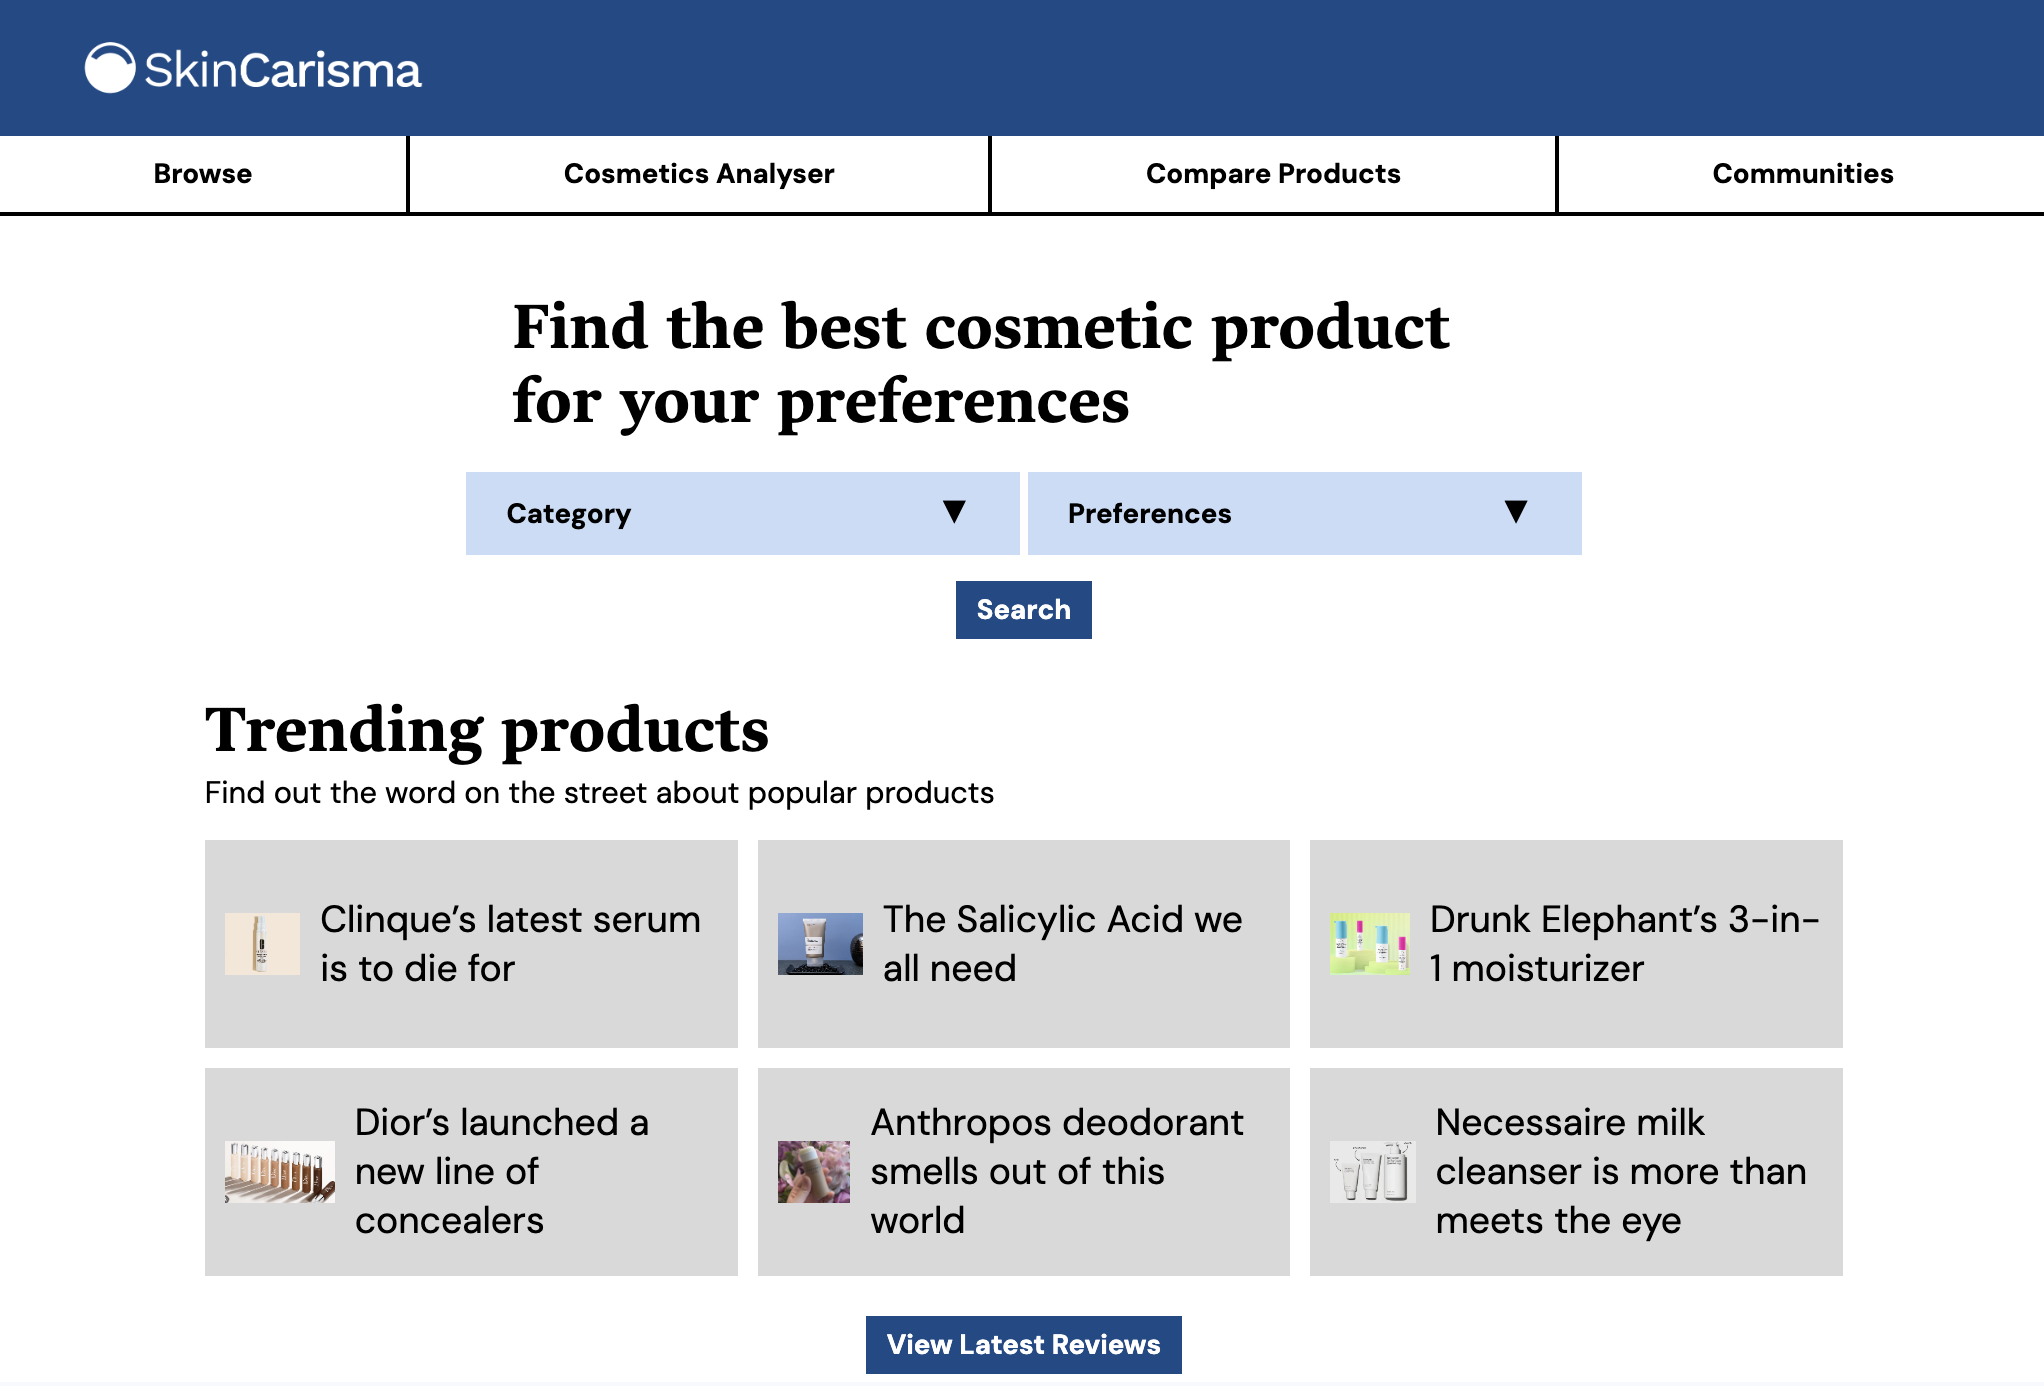 SkinCarisma
Browse
Cosmetics Analyser
Compare Products
Communities
Find the best cosmetic product
for your preferences
Category ▼
Preferences ▼
Search
Trending products
Find out the word on the street about popular products
Clinque’s latest serum
is to die for
The Salicylic Acid we
all need
Drunk Elephant’s 3-in-
1 moisturizer
Dior’s launched a
new line of
concealers
Anthropos deodorant
smells out of this
world
Necessaire milk
cleanser is more than
meets the eye
View Latest Reviews